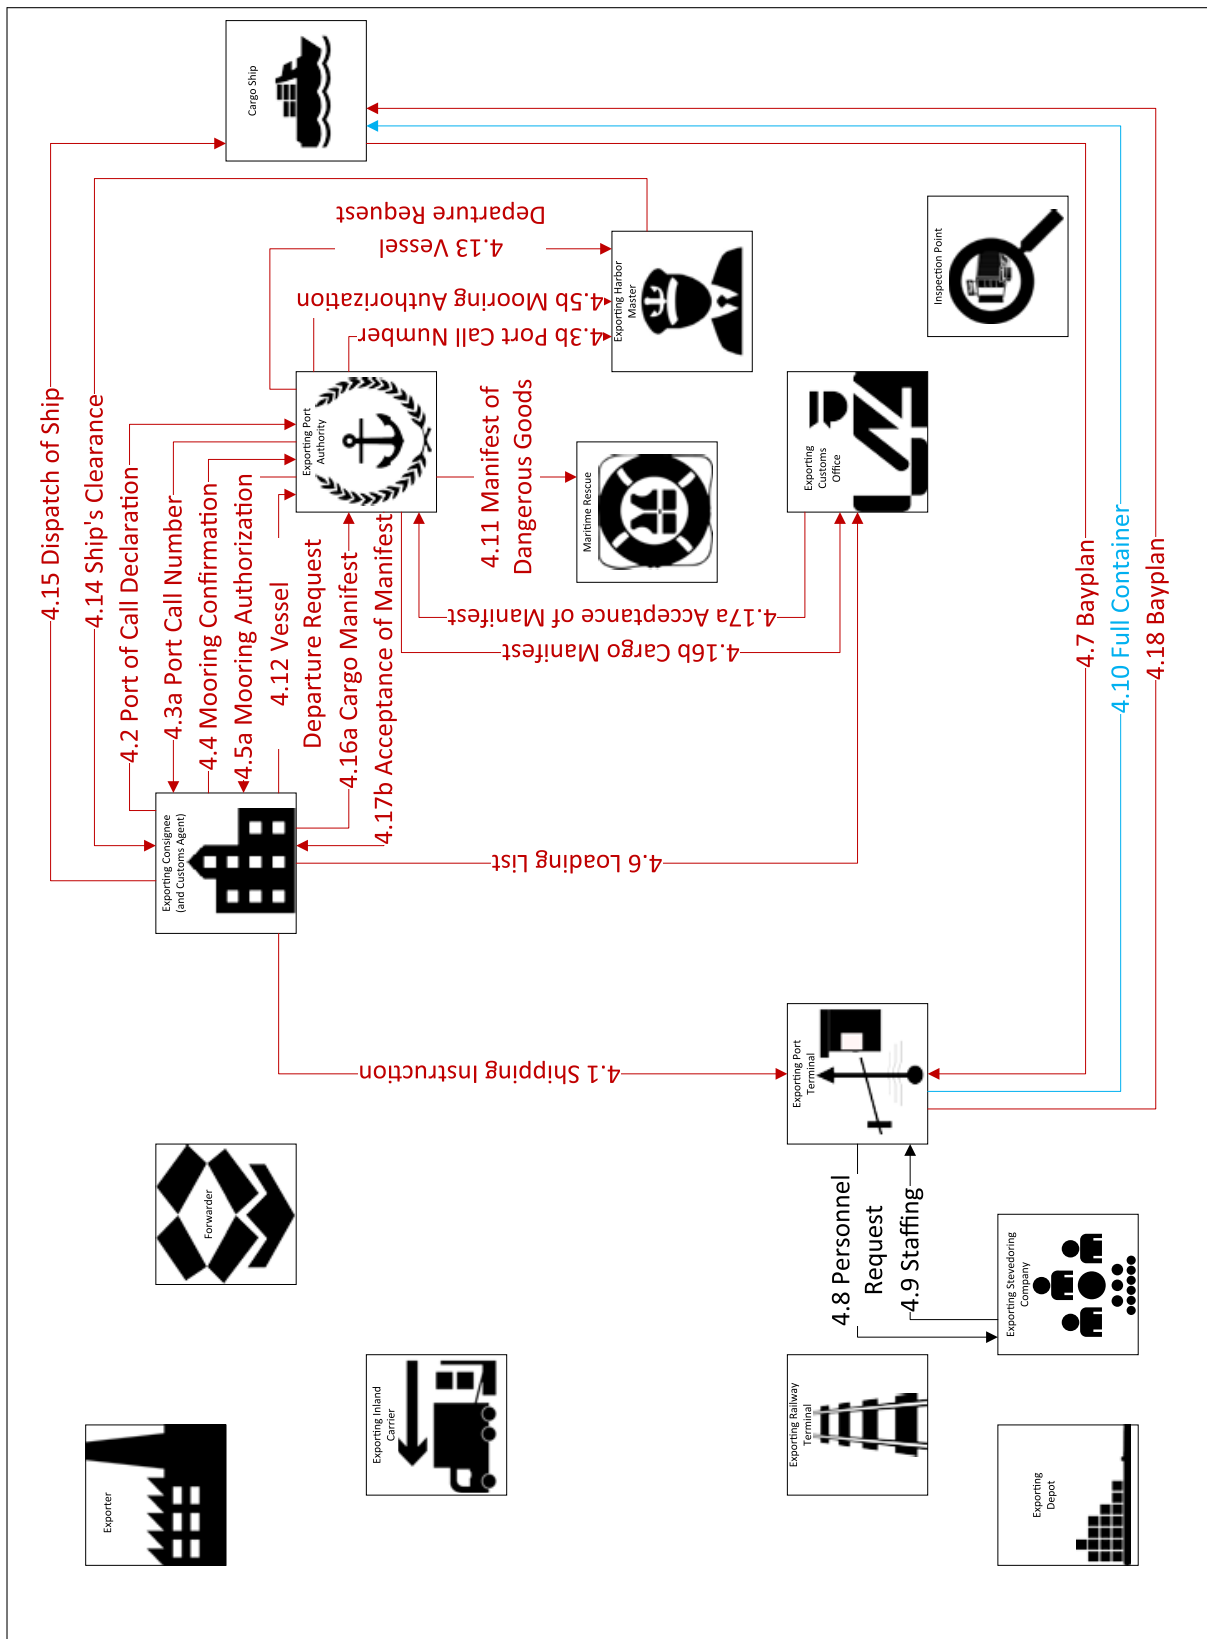 Cargo Ship
4.15 Dispatch of Ship
4.14 Ship's Clearance
4.2 Port of Call Declaration
4.3a Port Call Number
4.4 Mooring Confirmation
4.5a Mooring Authorization
4.12 Vessel
Departure Request
4.16a Cargo Manifest
4.17b Acceptance of Manifest
4.13 Vessel
Departure Request
4.5b Mooring Authorization
4.3b Port Call Number
Exporting Port
Authority
Exporting Harbor
Master
Inspection Point
4.11 Manifest of
Dangerous Goods
Maritime Rescue
Exporting
Customs
Office
4.17a Acceptance of Manifest
4.16b Cargo Manifest
4.7 Bayplan
4.10 Full Container
4.18 Bayplan
Exporting Consignee
(and Customs Agent)
4.6 Loading List
4.1 Shipping Instruction
Exporting Port
Terminal
Forwarder
4.8 Personnel
Request
4.9 Staffing
Exporting Stevedoring
Company
Exporter
Exporting Inland
Carrier
Exporting Railway
Terminal
Exporting
Depot